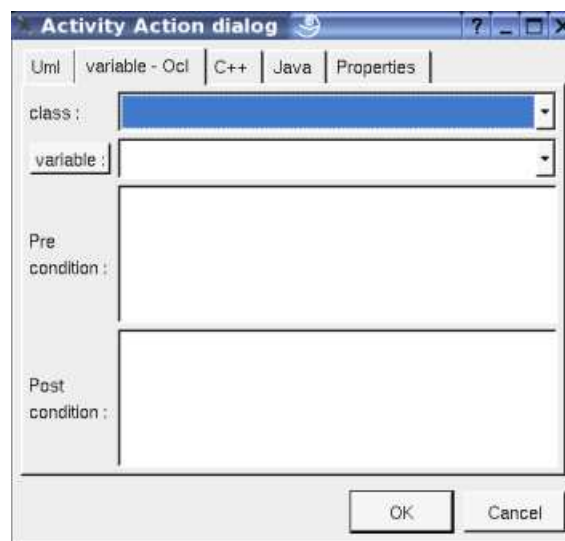 Activity Action dialog
Uml variable - Ocl C++ Java Properties
class :
variable :
Pre
condition :
Post
condition :
OK Cancel